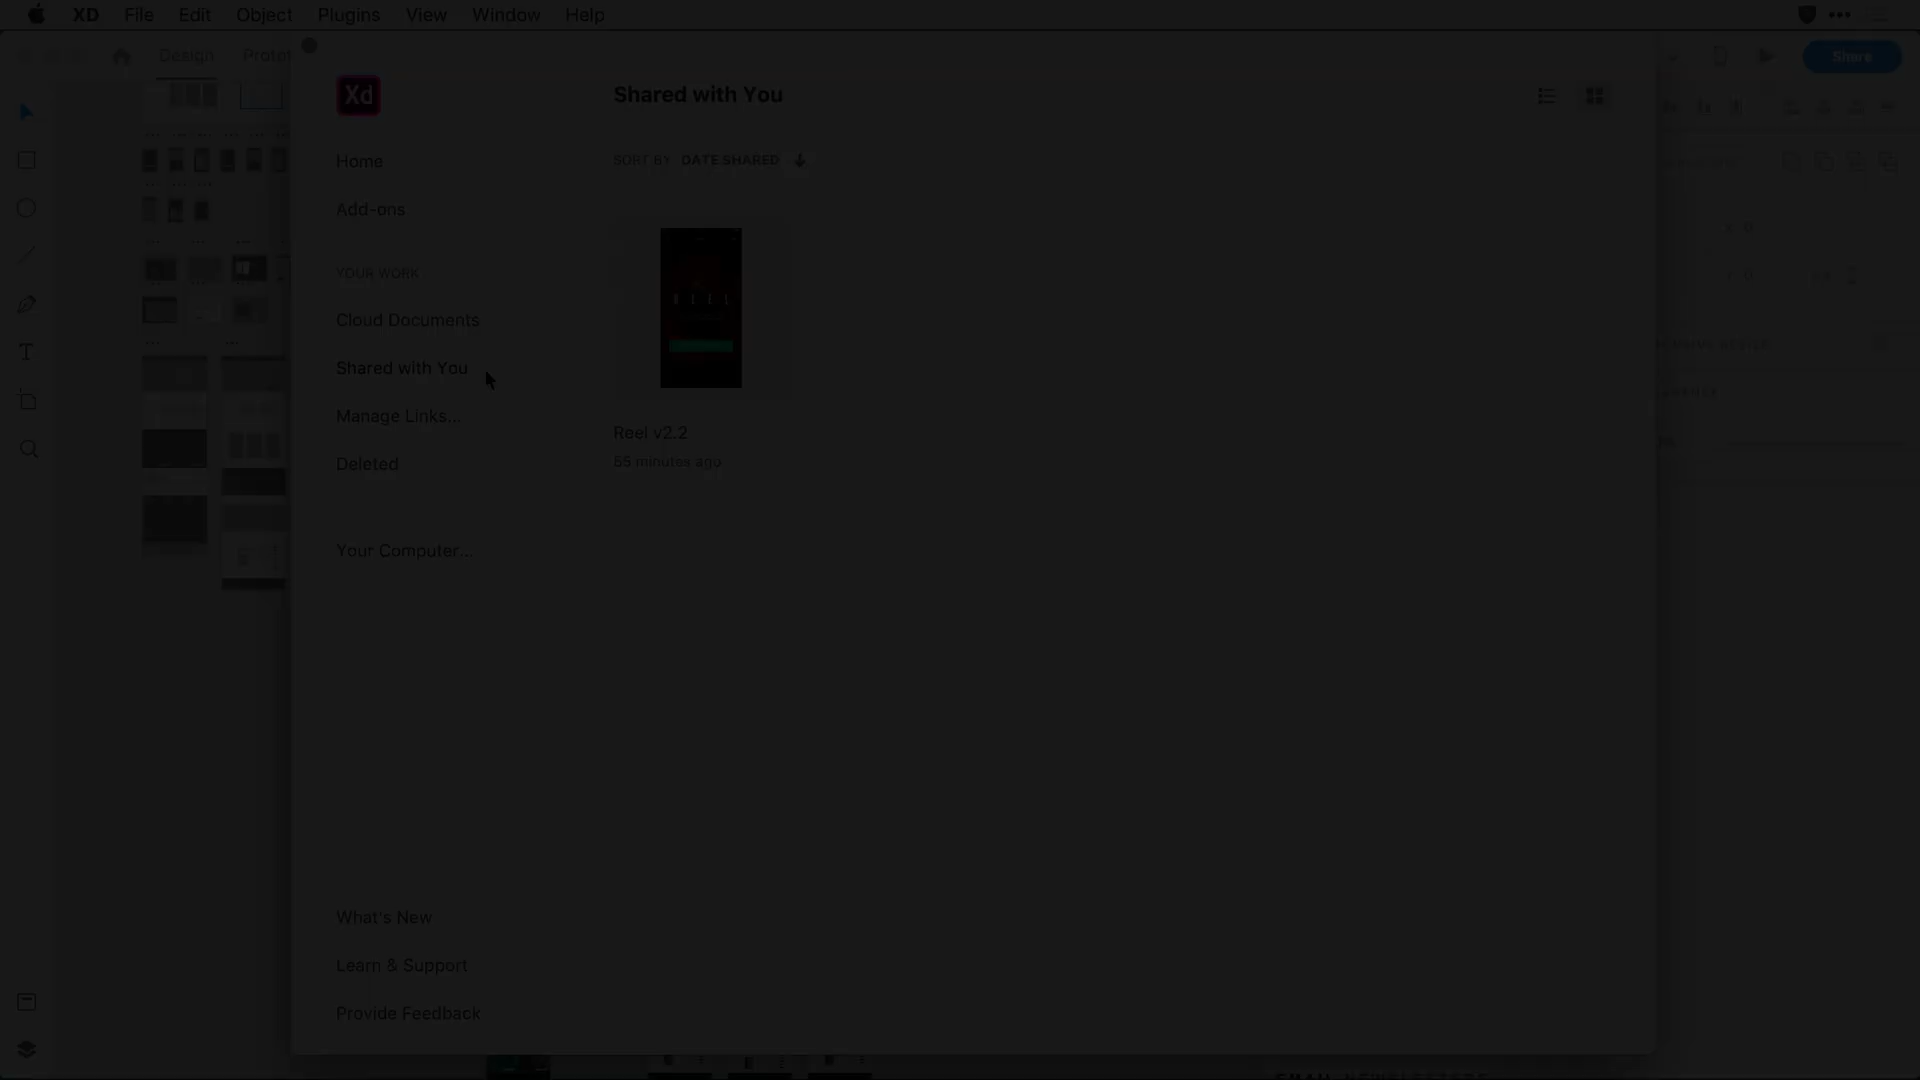 XD File Edit Object Plugins View Window Help
Design
Share
Xd
Home
Add-ons
YOUR WORK
Cloud Documents
Shared with You
Manage Links...
Deleted
Your Computer...
What's New
Learn & Support
Provide Feedback
Shared with You
SORT BY DATE SHARED
Reel v2.2
55 minutes ago